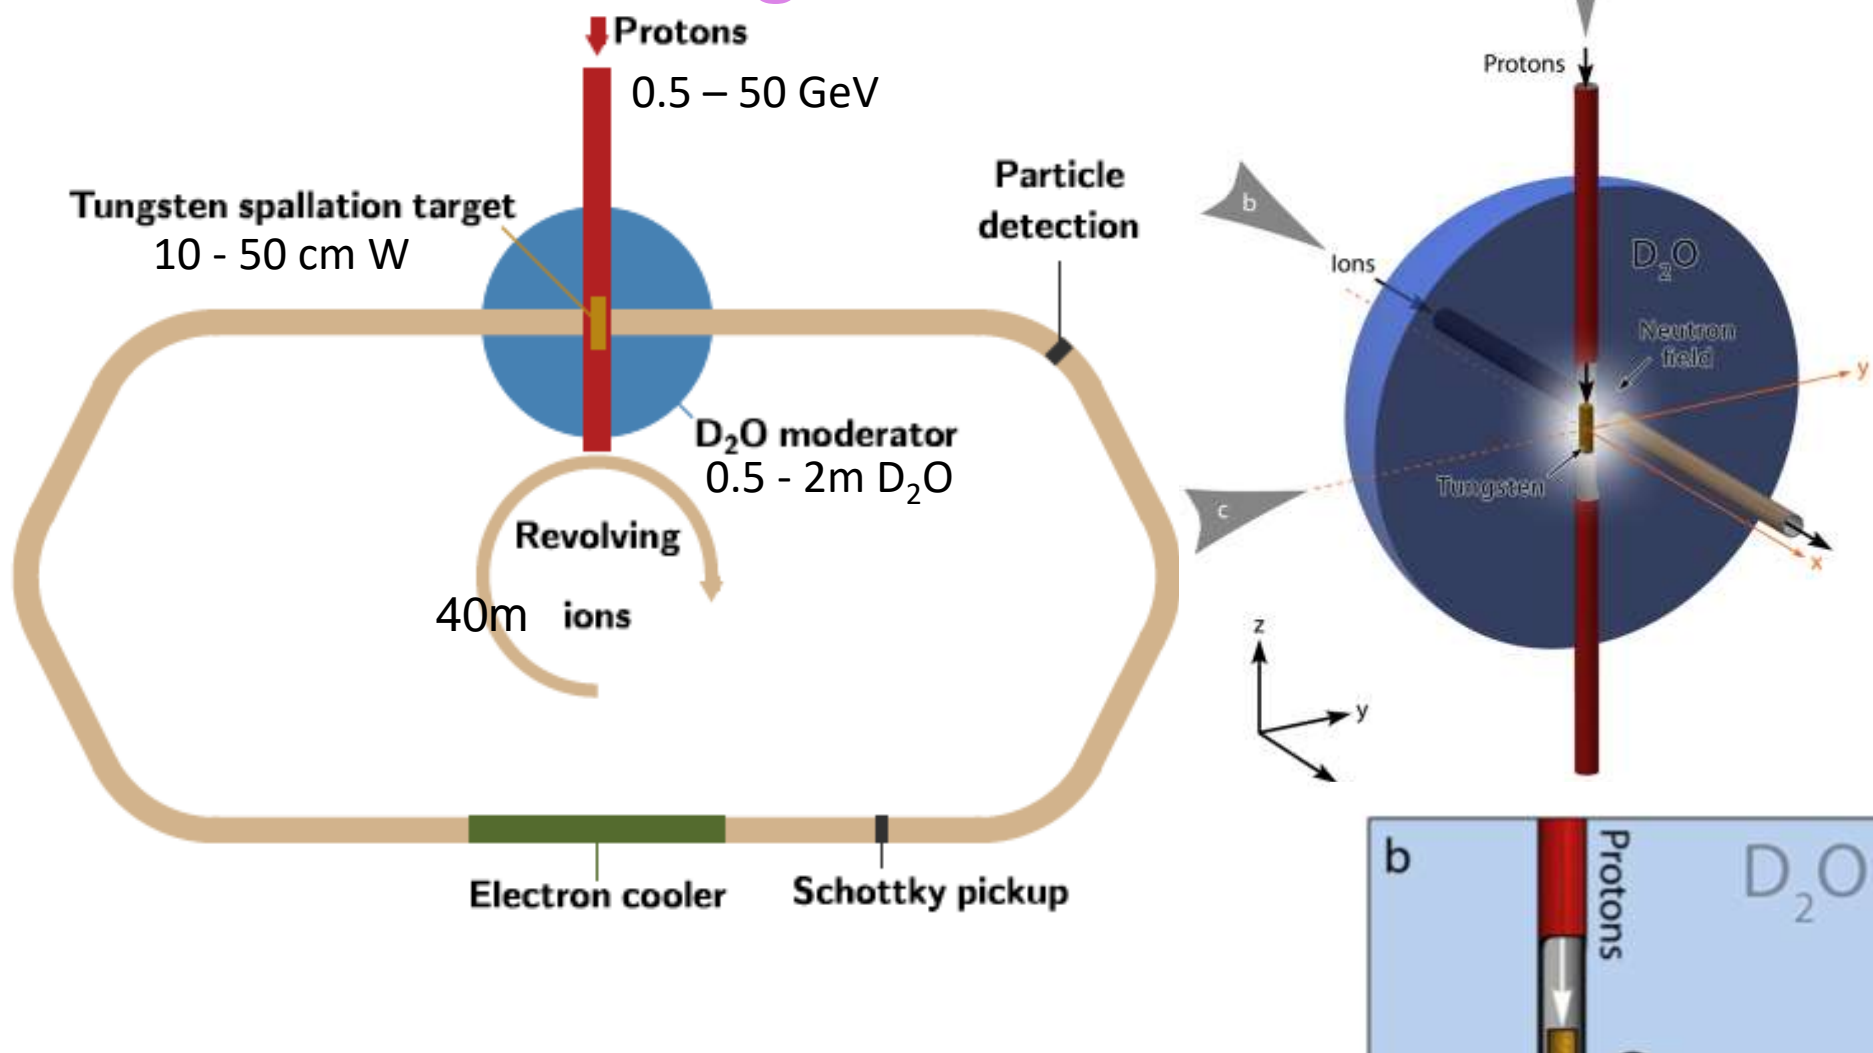 Protons
0.5 – 50 GeV
Tungsten spallation target
10 - 50 cm W
Particle
detection
D₂O moderator
0.5 - 2m D₂O
Revolving
40m ions
Electron cooler
Schottky pickup
Protons
b
Ions
D₂O
Neutron
field
y
Tungsten
c
x
z
y
b
Protons
D₂O